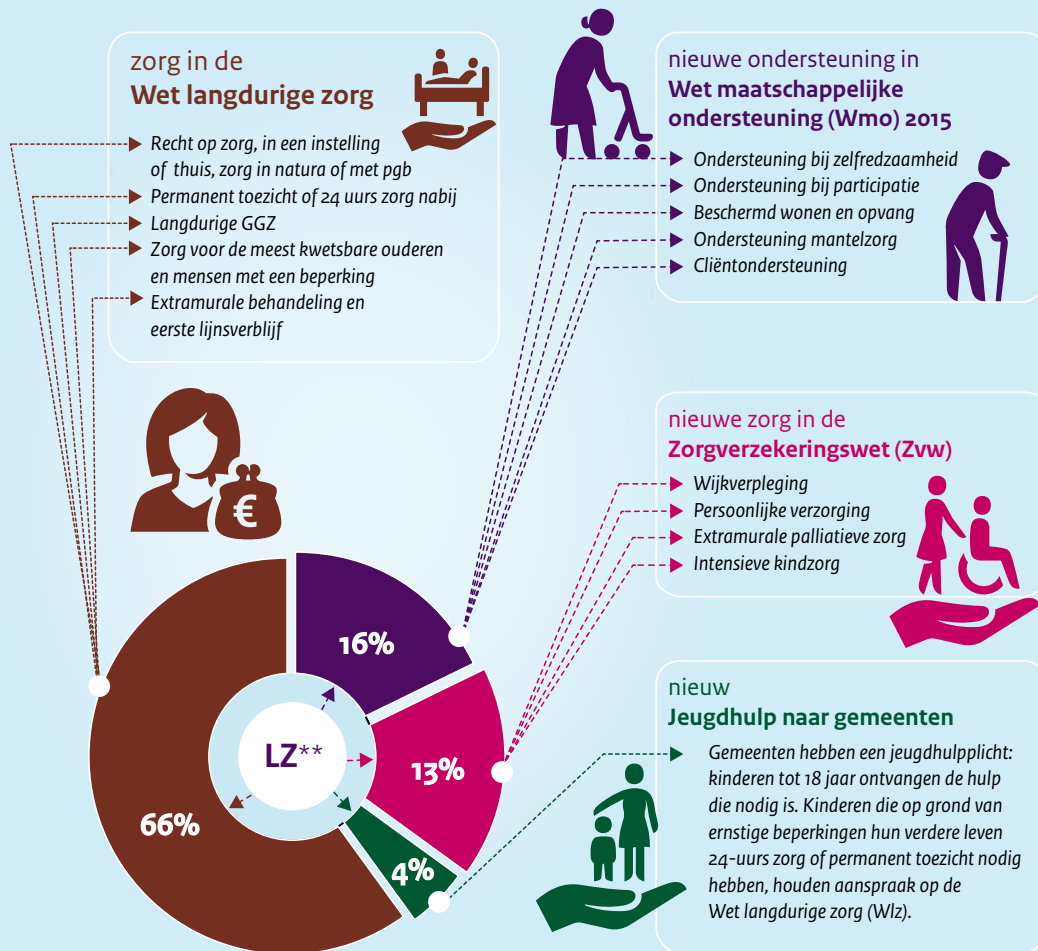 zorg in de
Wet langdurige zorg
Recht op zorg, in een instelling
of thuis, zorg in natura of met pgb
Permanent toezicht of 24 uurs zorg nabij
Langdurige GGZ
Zorg voor de meest kwetsbare ouderen
en mensen met een beperking
Extramurale behandeling en
eerste lijnsverblijf
nieuwe ondersteuning in
Wet maatschappelijke
ondersteuning (Wmo) 2015
Ondersteuning bij zelfredzaamheid
Ondersteuning bij participatie
Beschermd wonen en opvang
Ondersteuning mantelzorg
Cliëntondersteuning
nieuwe zorg in de
Zorgverzekeringswet (Zvw)
Wijkverpleging
Persoonlijke verzorging
Extramurale palliatieve zorg
Intensieve kindzorg
€
16%
13%
4%
66%
LZ**
nieuw
Jeugdhulp naar gemeenten
Gemeenten hebben een jeugdhulpplicht:
kinderen tot 18 jaar ontvangen de hulp
die nodig is. Kinderen die op grond van
ernstige beperkingen hun verdere leven
24-uurs zorg of permanent toezicht nodig
hebben, houden aanspraak op de
Wet langdurige zorg (Wlz).